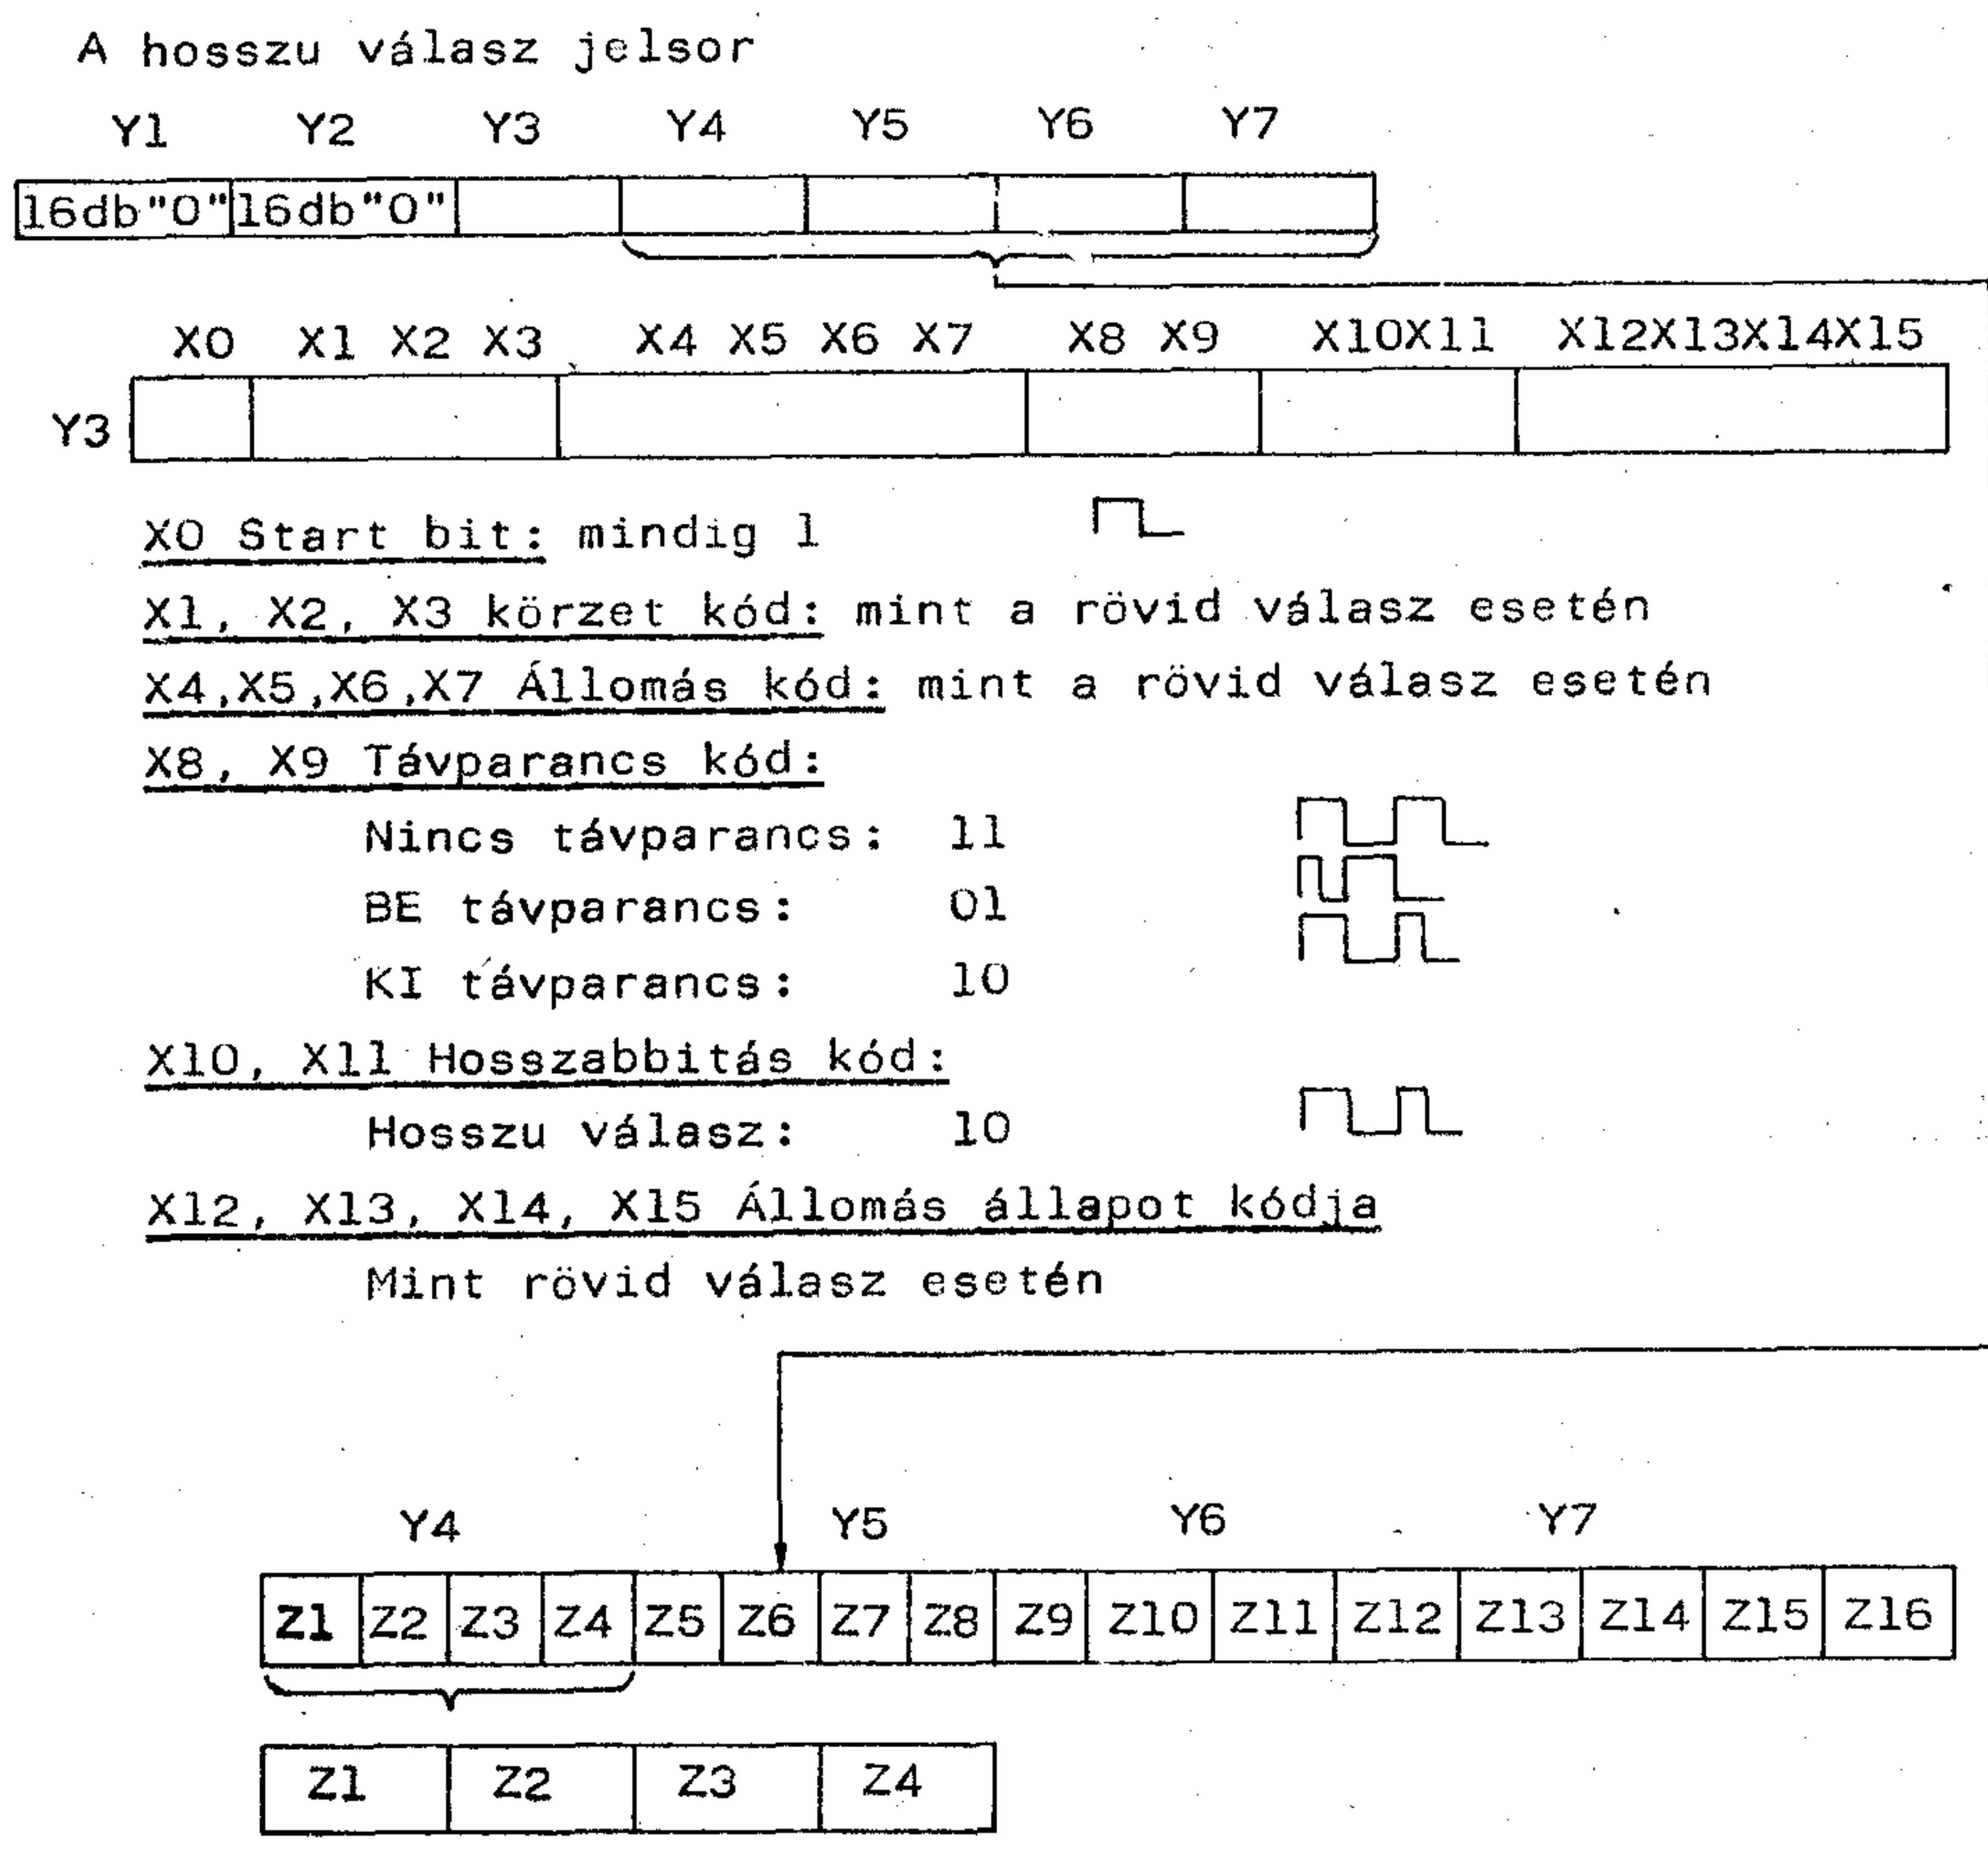 A hosszu válasz jelsor
Y1 Y2 Y3 Y4 Y5 Y6 Y7
16db"0" 16db"0"
X0 X1 X2 X3 X4 X5 X6 X7 X8 X9 X10X11 X12X13X14X15
Y3
X0 Start bit: mindig 1
X1, X2, X3 körzet kód: mint a rövid válasz esetén
X4,X5,X6,X7 Állomás kód: mint a rövid válasz esetén
X8, X9 Távparancs kód:
Nincs távparancs: 11
BE távparancs: 01
KI távparancs: 10
X10, X11 Hosszabbitás kód:
Hosszu válasz: 10
X12, X13, X14, X15 Állomás állapot kódja
Mint rövid válasz esetén
Y4 Y5 Y6 Y7
Z1 Z2 Z3 Z4 Z5 Z6 Z7 Z8 Z9 Z10 Z11 Z12 Z13 Z14 Z15 Z16
Z1 Z2 Z3 Z4